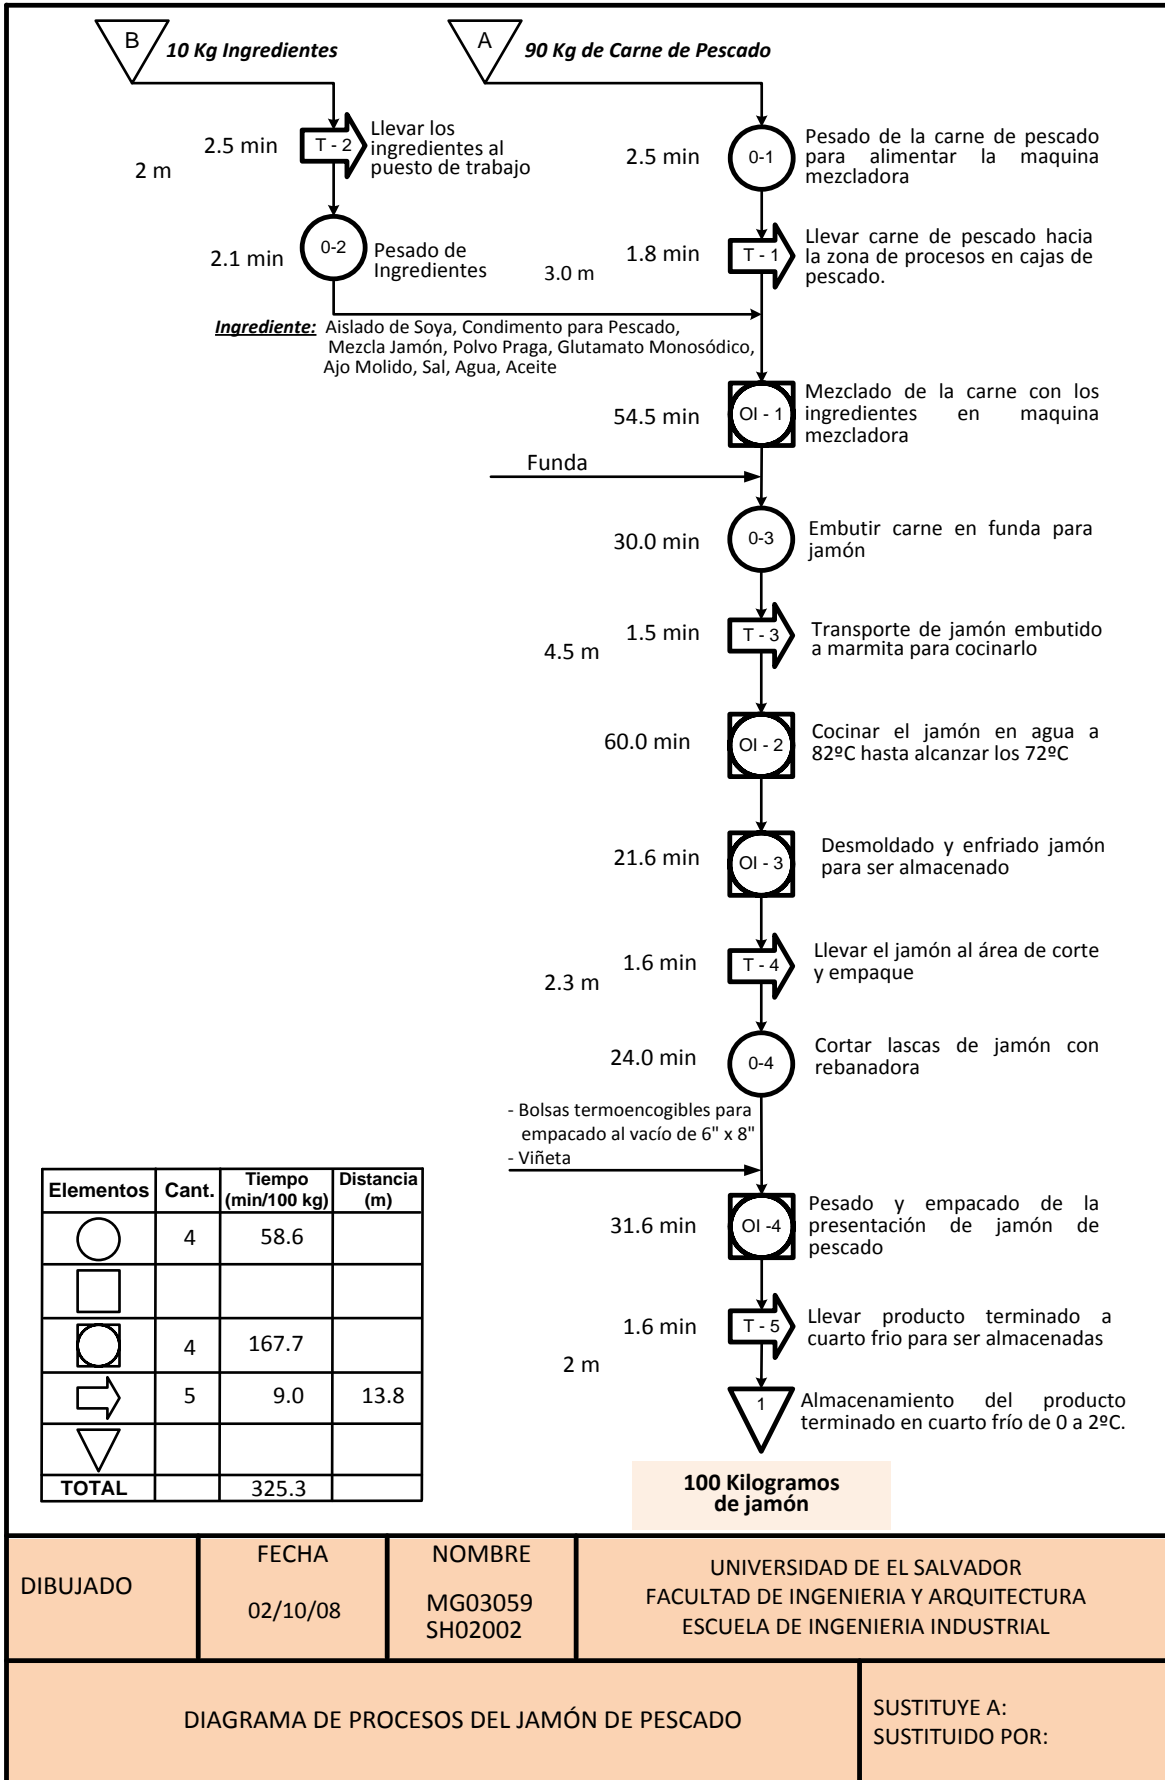 B
10 Kg Ingredientes
A
90 Kg de Carne de Pescado
2.5 min
2 m
T - 2
Llevar los
ingredientes al
puesto de trabajo
2.1 min
0-2
Pesado de
Ingredientes
2.5 min
0-1
Pesado de la carne de pescado
para alimentar la maquina
mezcladora
3.0 m
1.8 min
T - 1
Llevar carne de pescado hacia
la zona de procesos en cajas de
pescado.
Ingrediente: Aislado de Soya, Condimento para Pescado,
Mezcla Jamón, Polvo Praga, Glutamato Monosódico,
Ajo Molido, Sal, Agua, Aceite
54.5 min
OI - 1
Mezclado de la carne con los
ingredientes en maquina
mezcladora
Funda
30.0 min
0-3
Embutir carne en funda para
jamón
4.5 m
1.5 min
T - 3
Transporte de jamón embutido
a marmita para cocinarlo
60.0 min
OI - 2
Cocinar el jamón en agua a
82ºC hasta alcanzar los 72ºC
21.6 min
OI - 3
Desmoldado y enfriado jamón
para ser almacenado
2.3 m
1.6 min
T - 4
Llevar el jamón al área de corte
y empaque
24.0 min
0-4
Cortar lascas de jamón con
rebanadora
- Bolsas termoencogibles para
empacado al vacío de 6" x 8"
- Viñeta
31.6 min
OI -4
Pesado y empacado de la
presentación de jamón de
pescado
1.6 min
2 m
T - 5
Llevar producto terminado a
cuarto frio para ser almacenadas
1
Almacenamiento del producto
terminado en cuarto frío de 0 a 2ºC.
100 Kilogramos
de jamón
Elementos Cant. Tiempo (min/100 kg) Distancia (m)
4 58.6
4 167.7
5 9.0 13.8
TOTAL 325.3
DIBUJADO
FECHA
02/10/08
NOMBRE
MG03059
SH02002
UNIVERSIDAD DE EL SALVADOR
FACULTAD DE INGENIERIA Y ARQUITECTURA
ESCUELA DE INGENIERIA INDUSTRIAL
DIAGRAMA DE PROCESOS DEL JAMÓN DE PESCADO
SUSTITUYE A:
SUSTITUIDO POR: